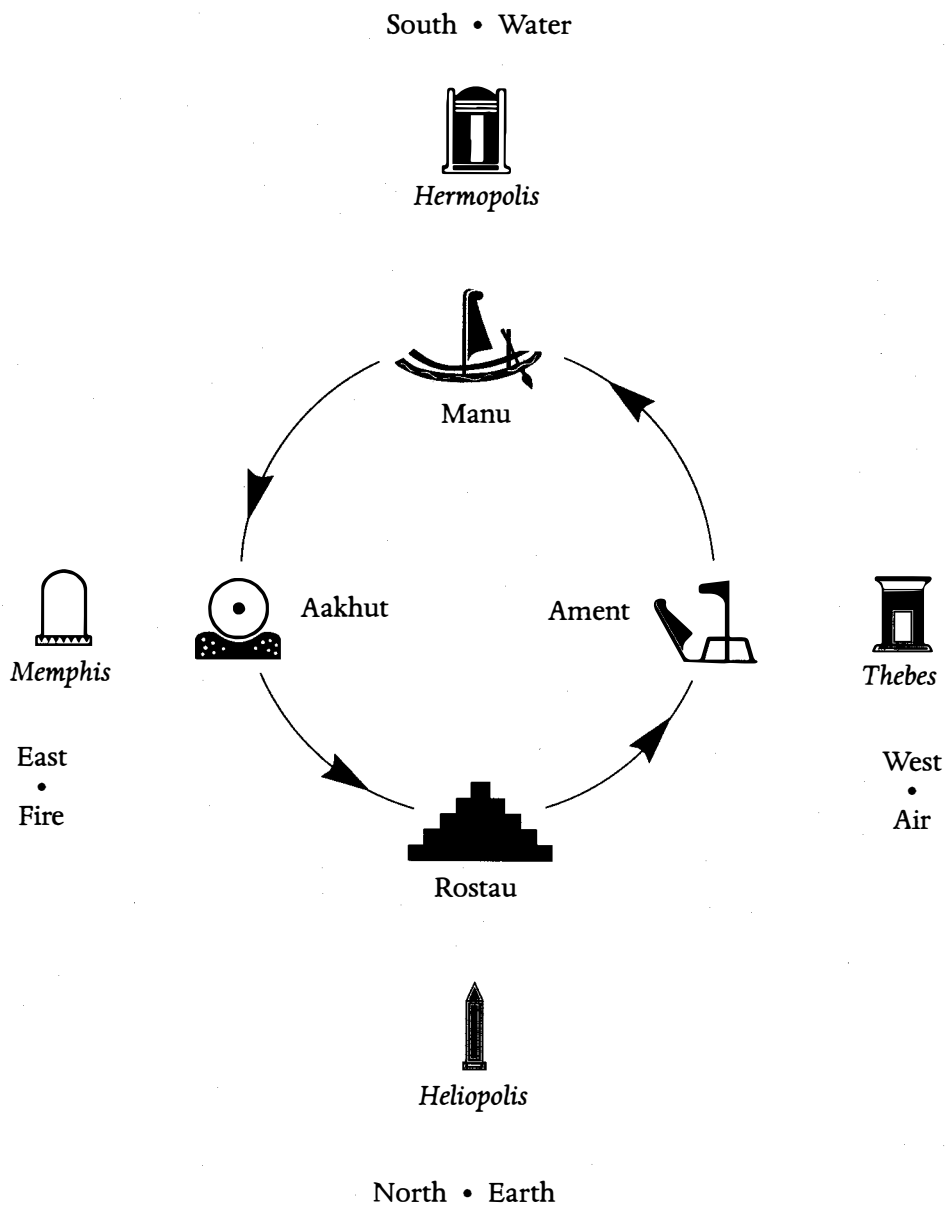 South • Water
Hermopolis
Manu
Aakhut
Ament
Memphis
Thebes
East
•
Fire
West
•
Air
Rostau
Heliopolis
North • Earth